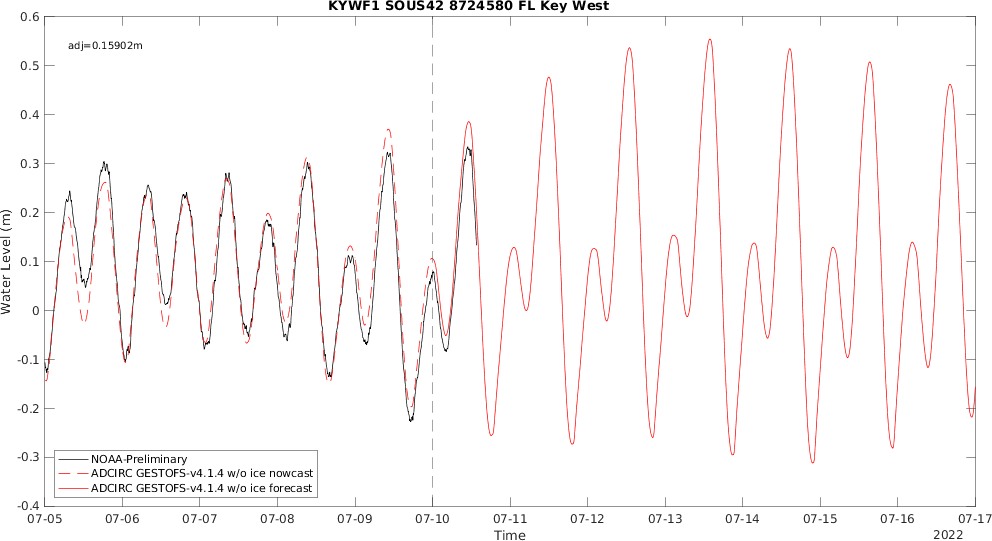 KYWF1 SOUS42 8724580 FL Key West
adj=0.15902m
Water Level (m)
0.6
0.5
0.4
0.3
0.2
0.1
0
-0.1
-0.2
-0.3
-0.4
NOAA-Preliminary
ADCIRC GESTOFS-v4.1.4 w/o ice nowcast
ADCIRC GESTOFS-v4.1.4 w/o ice forecast
07-05 07-06 07-07 07-08 07-09 07-10 07-11 07-12 07-13 07-14 07-15 07-16 07-17
Time
2022